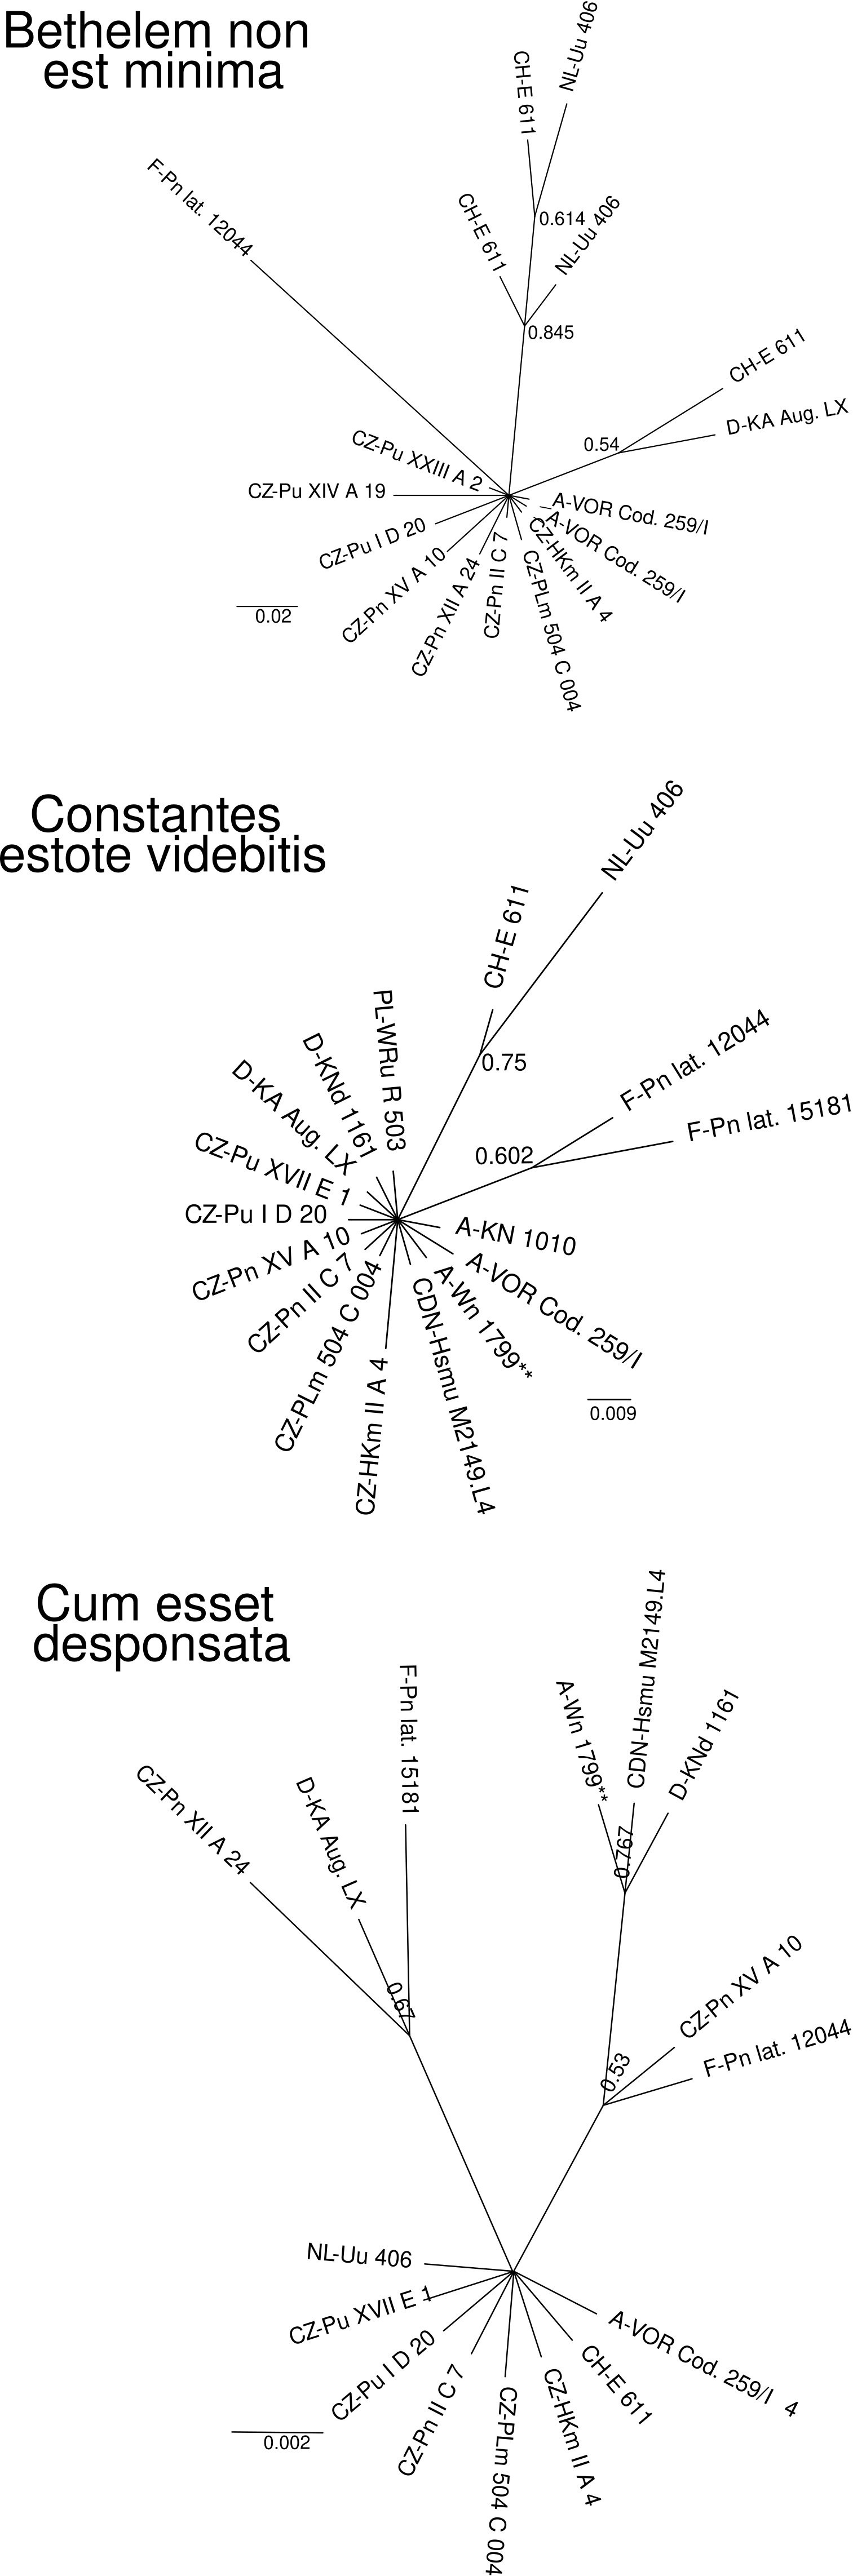 Bethelem non
est minima
NL-Uu 406
CH-E 611
F-Pn lat. 12044
CH-E 611
NL-Uu 406
0.614
0.845
CH-E 611
D-KA Aug. LX
0.54
CZ-Pu XXIII A 2
CZ-Pu XIV A 19
A-VOR Cod. 259/I
A-VOR Cod. 259/I
CZ-Pu I D 20
CZ-HKm II A 4
CZ-Pn XV A 10
CZ-Pn XII A 24
CZ-Pn II C 7
CZ-PLm 504 C 004
0.02
Constantes
estote videbitis
NL-Uu 406
CH-E 611
PL-WRu R 503
D-KNd 1161
D-KA Aug. LX
0.75
F-Pn lat. 12044
F-Pn lat. 15181
0.602
CZ-Pu XVII E 1
CZ-Pu I D 20
A-KN 1010
CZ-Pn XV A 10
A-VOR Cod. 259/I
CZ-Pn II C 7
A-Wn 1799**
CZ-PLm 504 C 004
CDN-Hsmu M2149.L4
CZ-HKm II A 4
0.009
Cum esset
desponsata
CDN-Hsmu M2149.L4
F-Pn lat. 15181
A-Wn 1799**
D-KNd 1161
CZ-Pn XII A 24
D-KA Aug. LX
0.767
0.67
CZ-Pn XV A 10
F-Pn lat. 12044
0.53
NL-Uu 406
CZ-Pu XVII E 1
CZ-Pu I D 20
A-VOR Cod. 259/I 4
CH-E 611
CZ-Pn II C 7
CZ-HKm II A 4
CZ-PLm 504 C 004
0.002